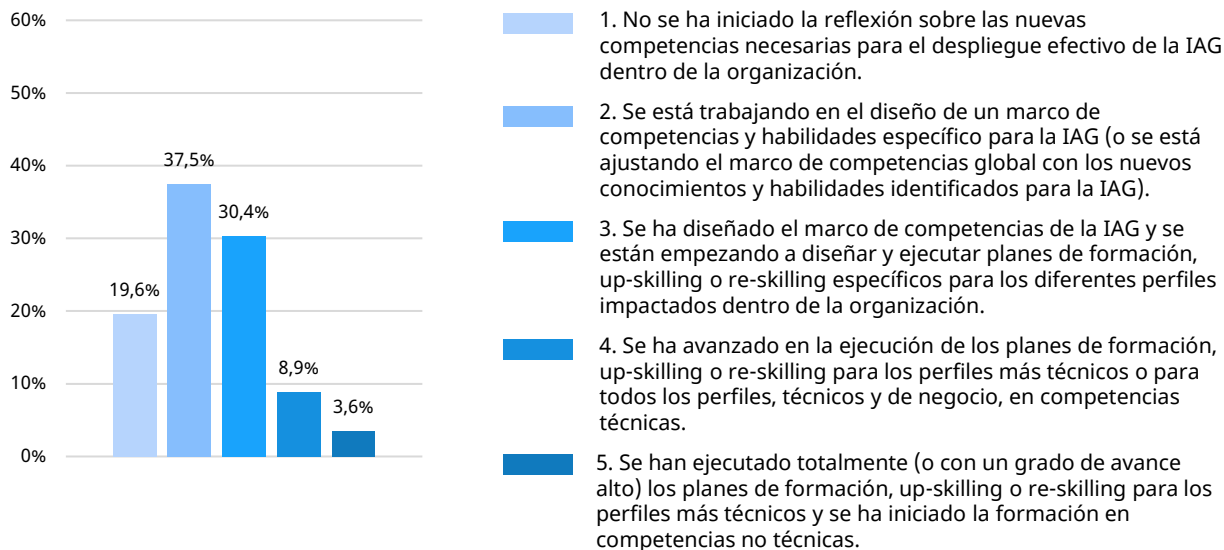 60%
50%
40%
30%
20%
10%
0%
19,6%
37,5%
30,4%
8,9%
3,6%
1. No se ha iniciado la reflexión sobre las nuevas
competencias necesarias para el despliegue efectivo de la IAG
dentro de la organización.
2. Se está trabajando en el diseño de un marco de
competencias y habilidades específico para la IAG (o se está
ajustando el marco de competencias global con los nuevos
conocimientos y habilidades identificados para la IAG).
3. Se ha diseñado el marco de competencias de la IAG y se
están empezando a diseñar y ejecutar planes de formación,
up-skilling o re-skilling específicos para los diferentes perfiles
impactados dentro de la organización.
4. Se ha avanzado en la ejecución de los planes de formación,
up-skilling o re-skilling para los perfiles más técnicos o para
todos los perfiles, técnicos y de negocio, en competencias
técnicas.
5. Se han ejecutado totalmente (o con un grado de avance
alto) los planes de formación, up-skilling o re-skilling para los
perfiles más técnicos y se ha iniciado la formación en
competencias no técnicas.